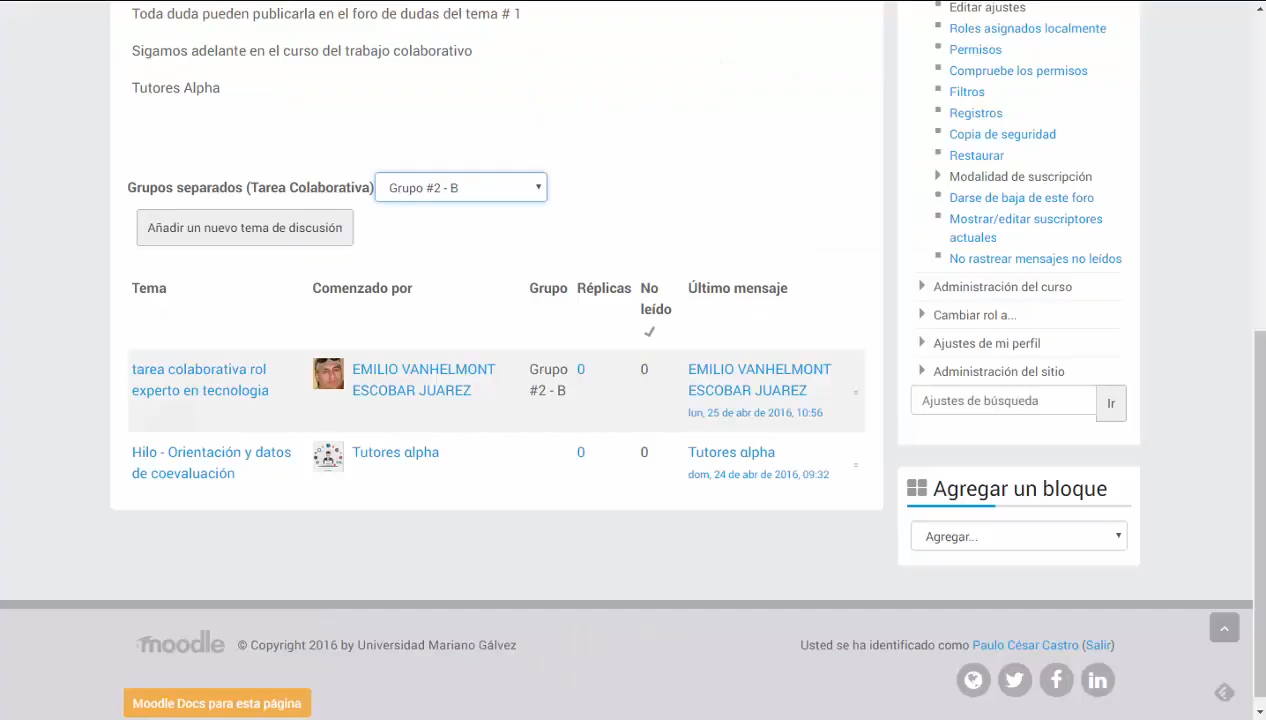 Toda duda pueden publicarla en el foro de dudas del tema # 1
Sigamos adelante en el curso del trabajo colaborativo
Tutores Alpha
Grupos separados (Tarea Colaborativa) Grupo #2 - B
Añadir un nuevo tema de discusión
Tema Comenzado por Grupo Réplicas No Último mensaje
leído
tarea colaborativa rol EMILIO VANHELMONT Grupo 0 0 EMILIO VANHELMONT
experto en tecnologia ESCOBAR JUAREZ #2 - B ESCOBAR JUAREZ
lun, 25 de abr de 2016, 10:56
Hilo - Orientación y datos Tutores alpha 0 0 Tutores alpha
de coevaluación dom, 24 de abr de 2016, 09:32
Editar ajustes
Roles asignados localmente
Permisos
Compruebe los permisos
Filtros
Registros
Copia de seguridad
Restaurar
Modalidad de suscripción
Darse de baja de este foro
Mostrar/editar suscriptores
actuales
No rastrear mensajes no leídos
Administración del curso
Cambiar rol a...
Ajustes de mi perfil
Administración del sitio
Ajustes de búsqueda Ir
Agregar un bloque
Agregar...
moodle © Copyright 2016 by Universidad Mariano Gálvez
Usted se ha identificado como Paulo César Castro (Salir)
Moodle Docs para esta página